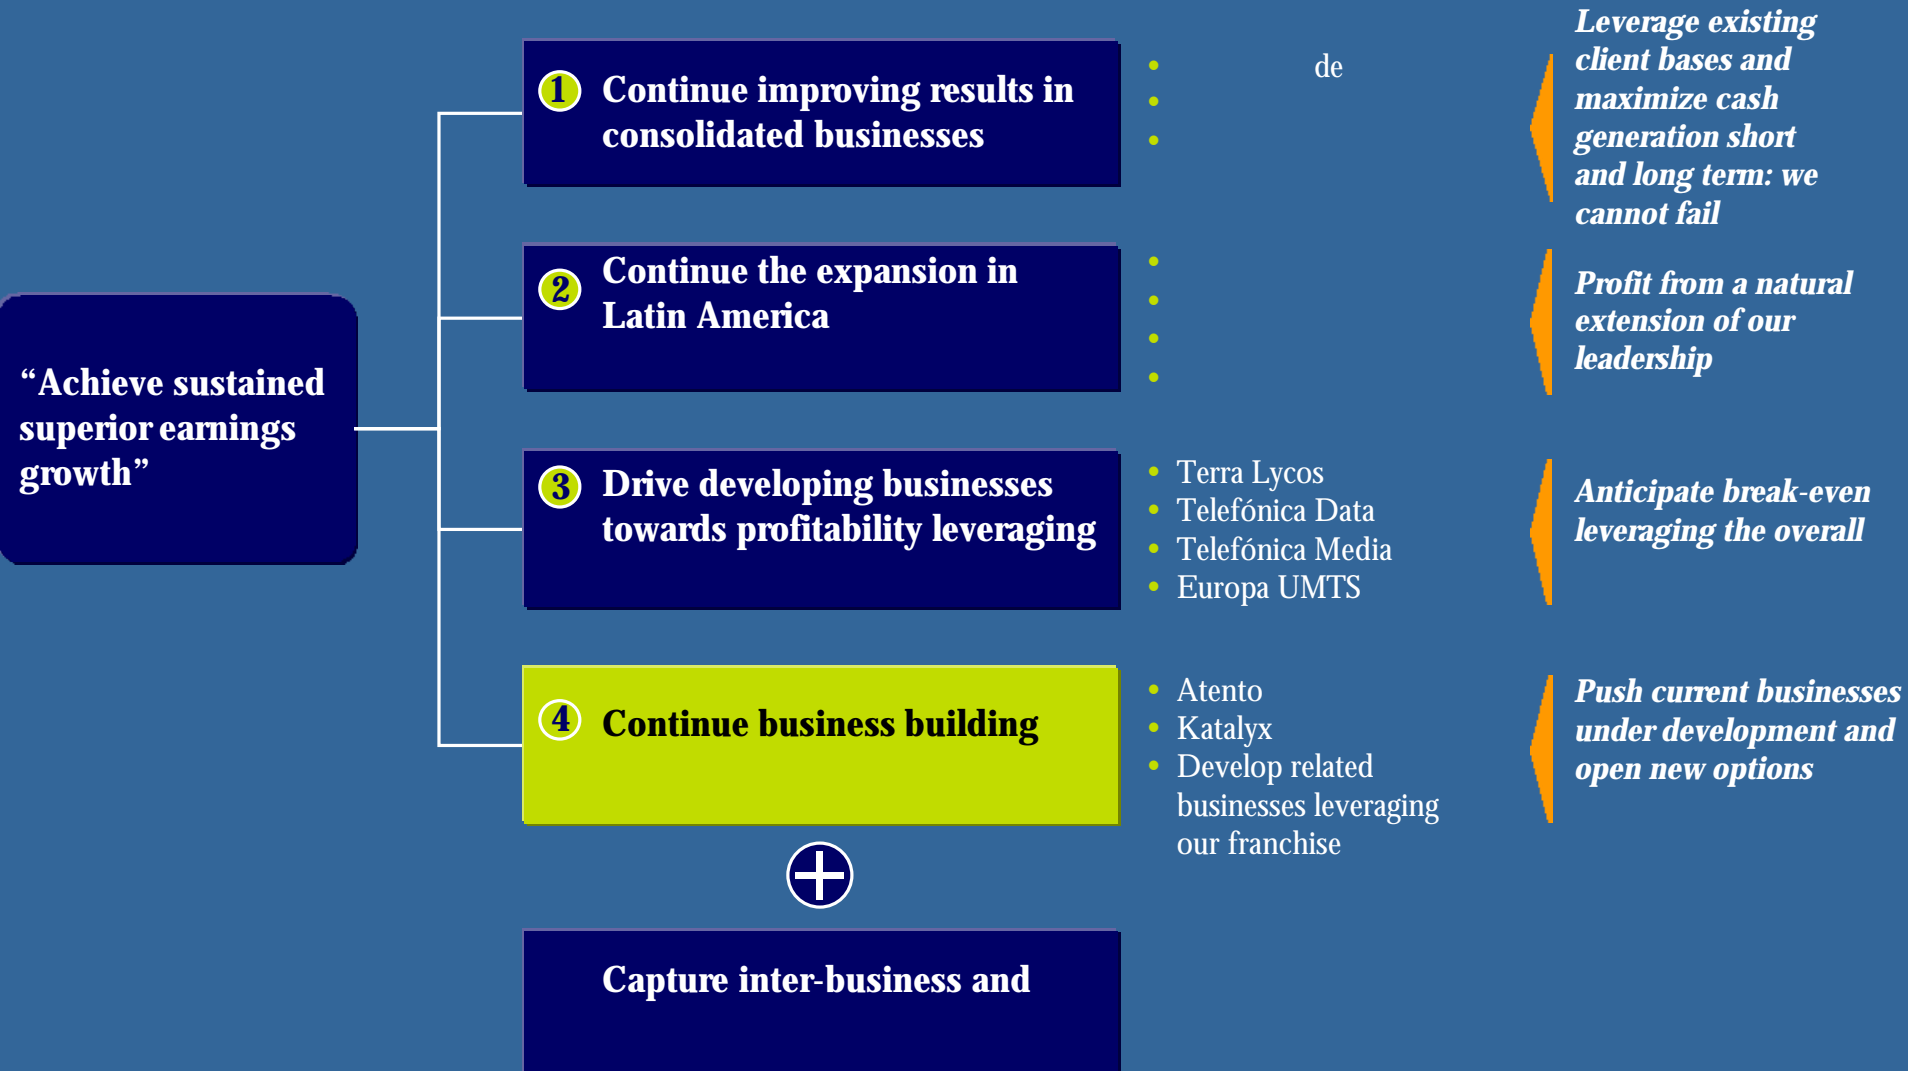 “Achieve sustained
superior earnings
growth”
1
Continue improving results in
consolidated businesses
• de
•
•
Leverage existing
client bases and
maximize cash
generation short
and long term: we
cannot fail
2
Continue the expansion in
Latin America
•
•
•
•
Profit from a natural
extension of our
leadership
3
Drive developing businesses
towards profitability leveraging
• Terra Lycos
• Telefónica Data
• Telefónica Media
• Europa UMTS
Anticipate break-even
leveraging the overall
4
Continue business building
• Atento
• Katalyx
• Develop related
businesses leveraging
our franchise
Push current businesses
under development and
open new options
+
Capture inter-business and